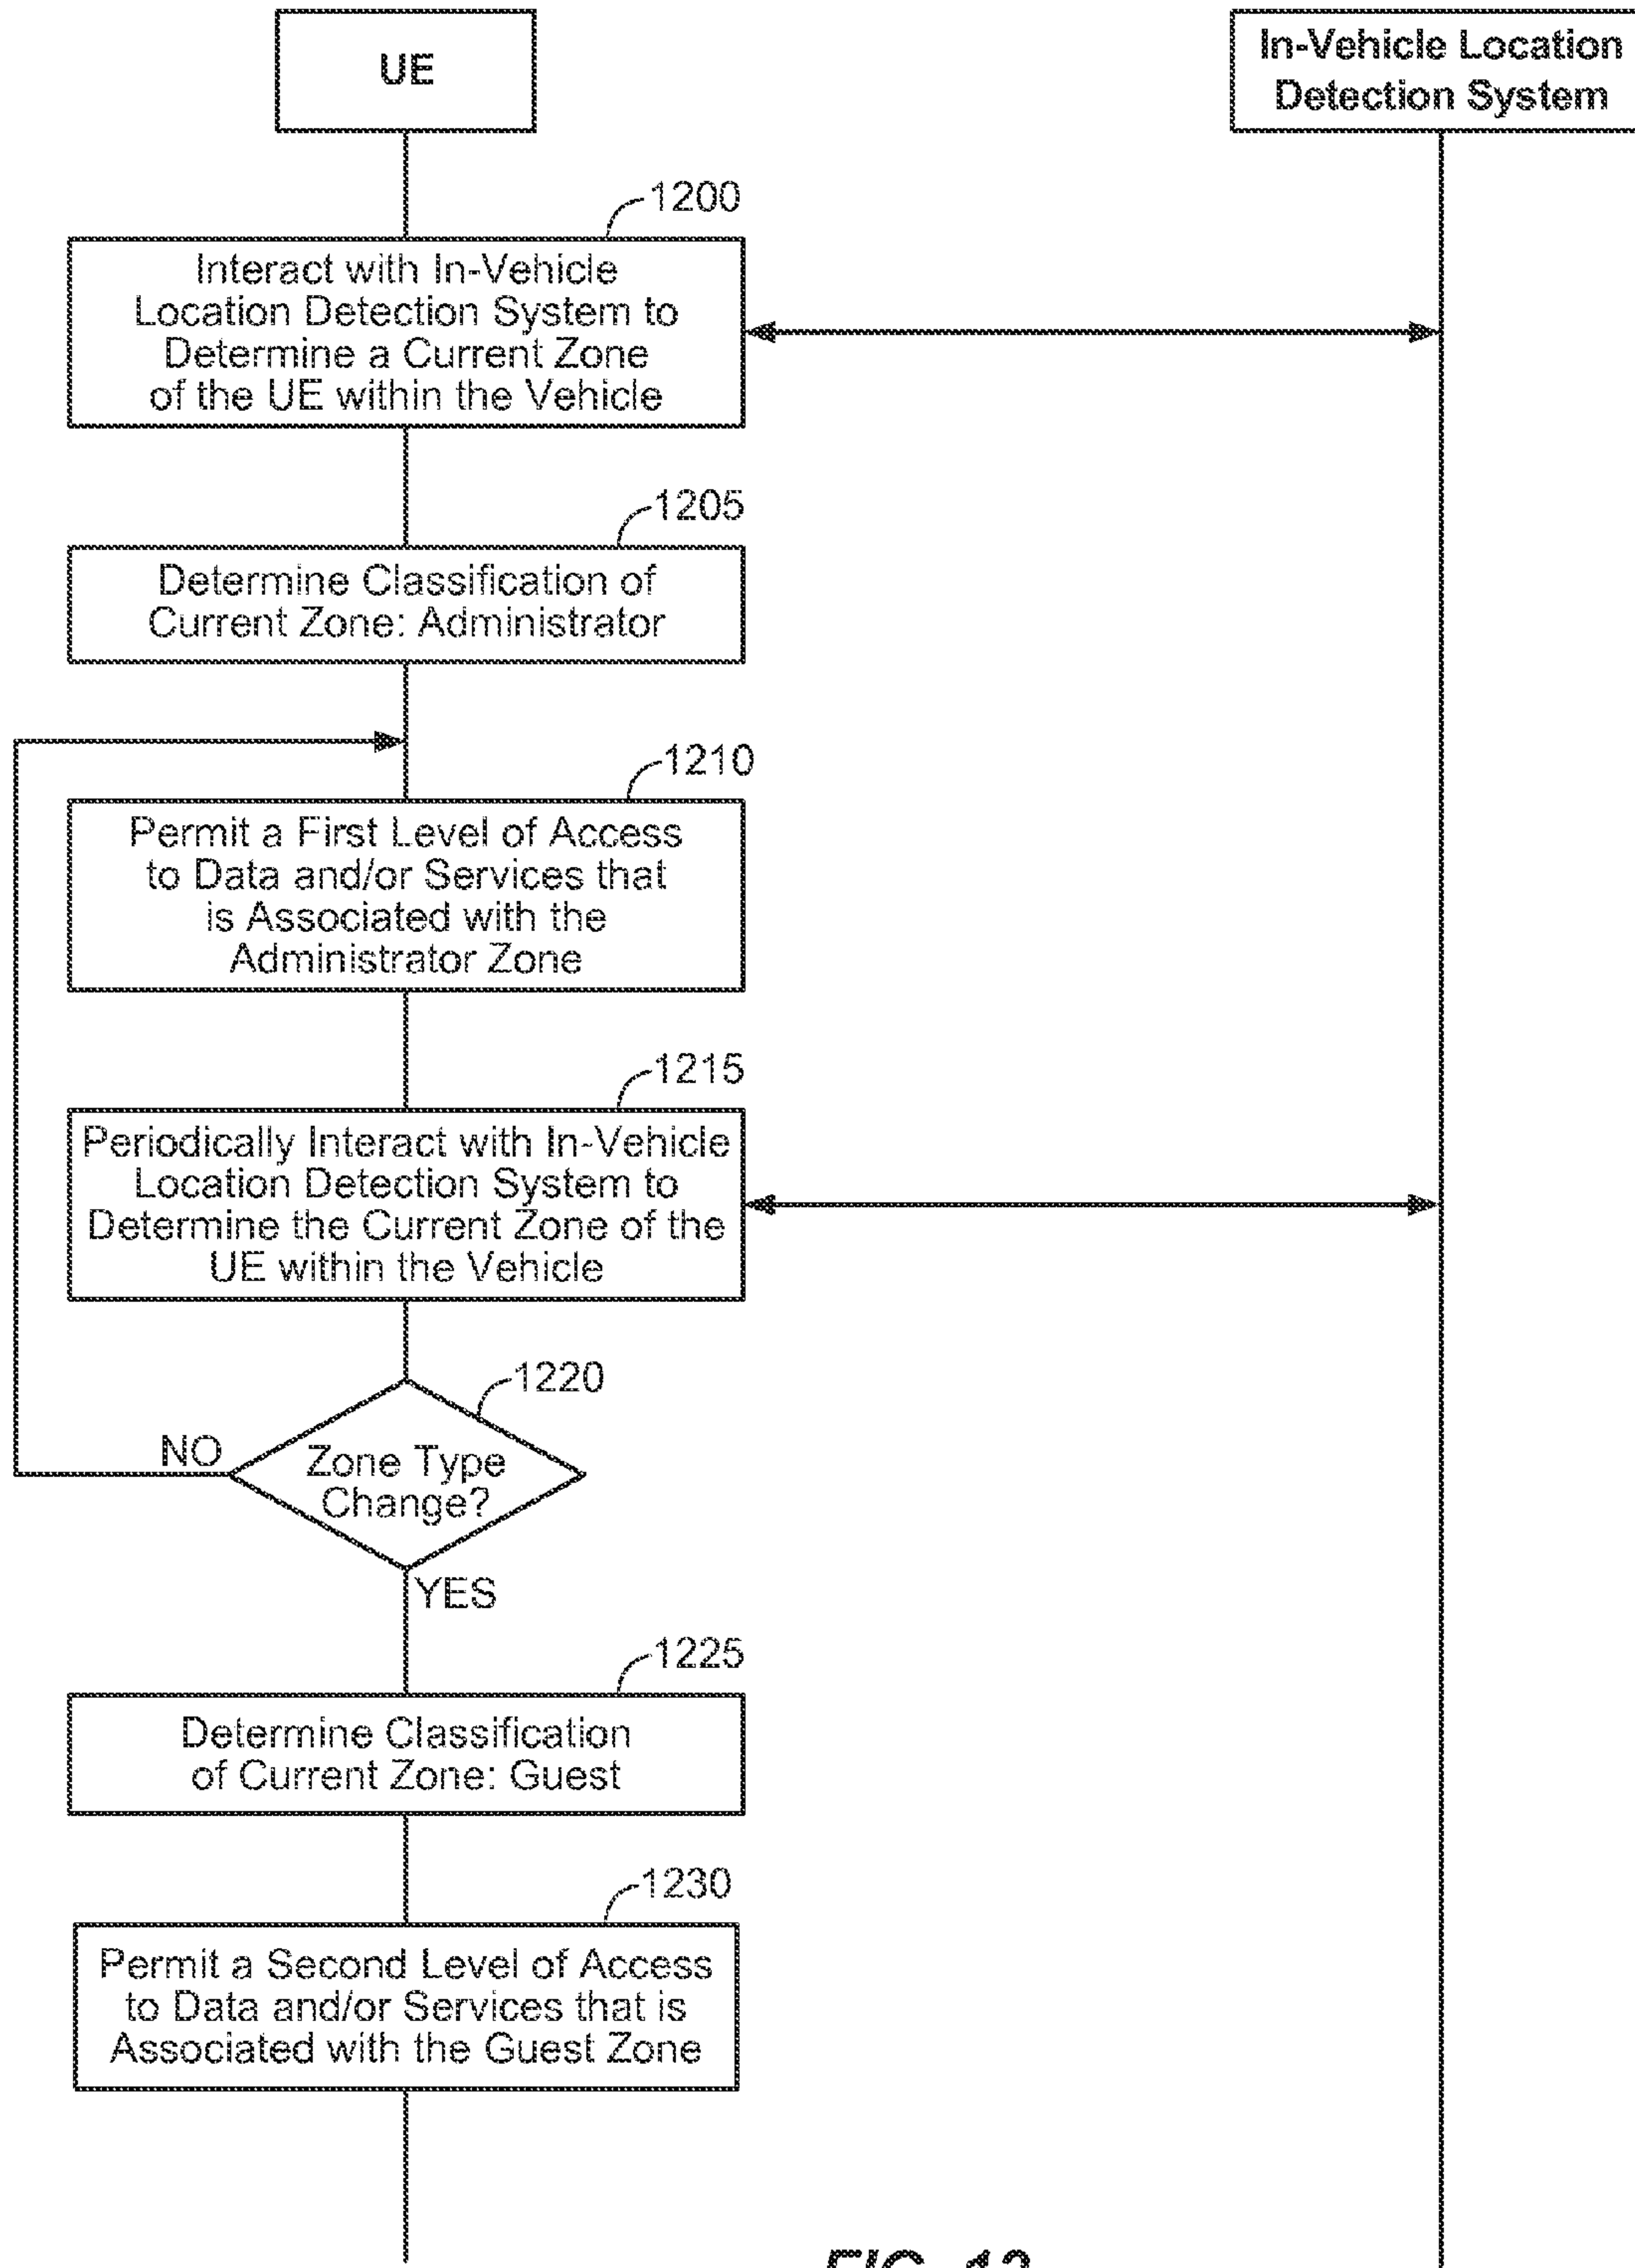 UE
In-Vehicle Location
Detection System
1200
Interact with In-Vehicle
Location Detection System to
Determine a Current Zone
of the UE within the Vehicle
1205
Determine Classification of
Current Zone: Administrator
1210
Permit a First Level of Access
to Data and/or Services that
is Associated with the
Administrator Zone
1215
Periodically Interact with In-Vehicle
Location Detection System to
Determine the Current Zone of the
UE within the Vehicle
1220
NO
Zone Type
Change?
YES
1225
Determine Classification
of Current Zone: Guest
1230
Permit a Second Level of Access
to Data and/or Services that is
Associated with the Guest Zone
FIG.